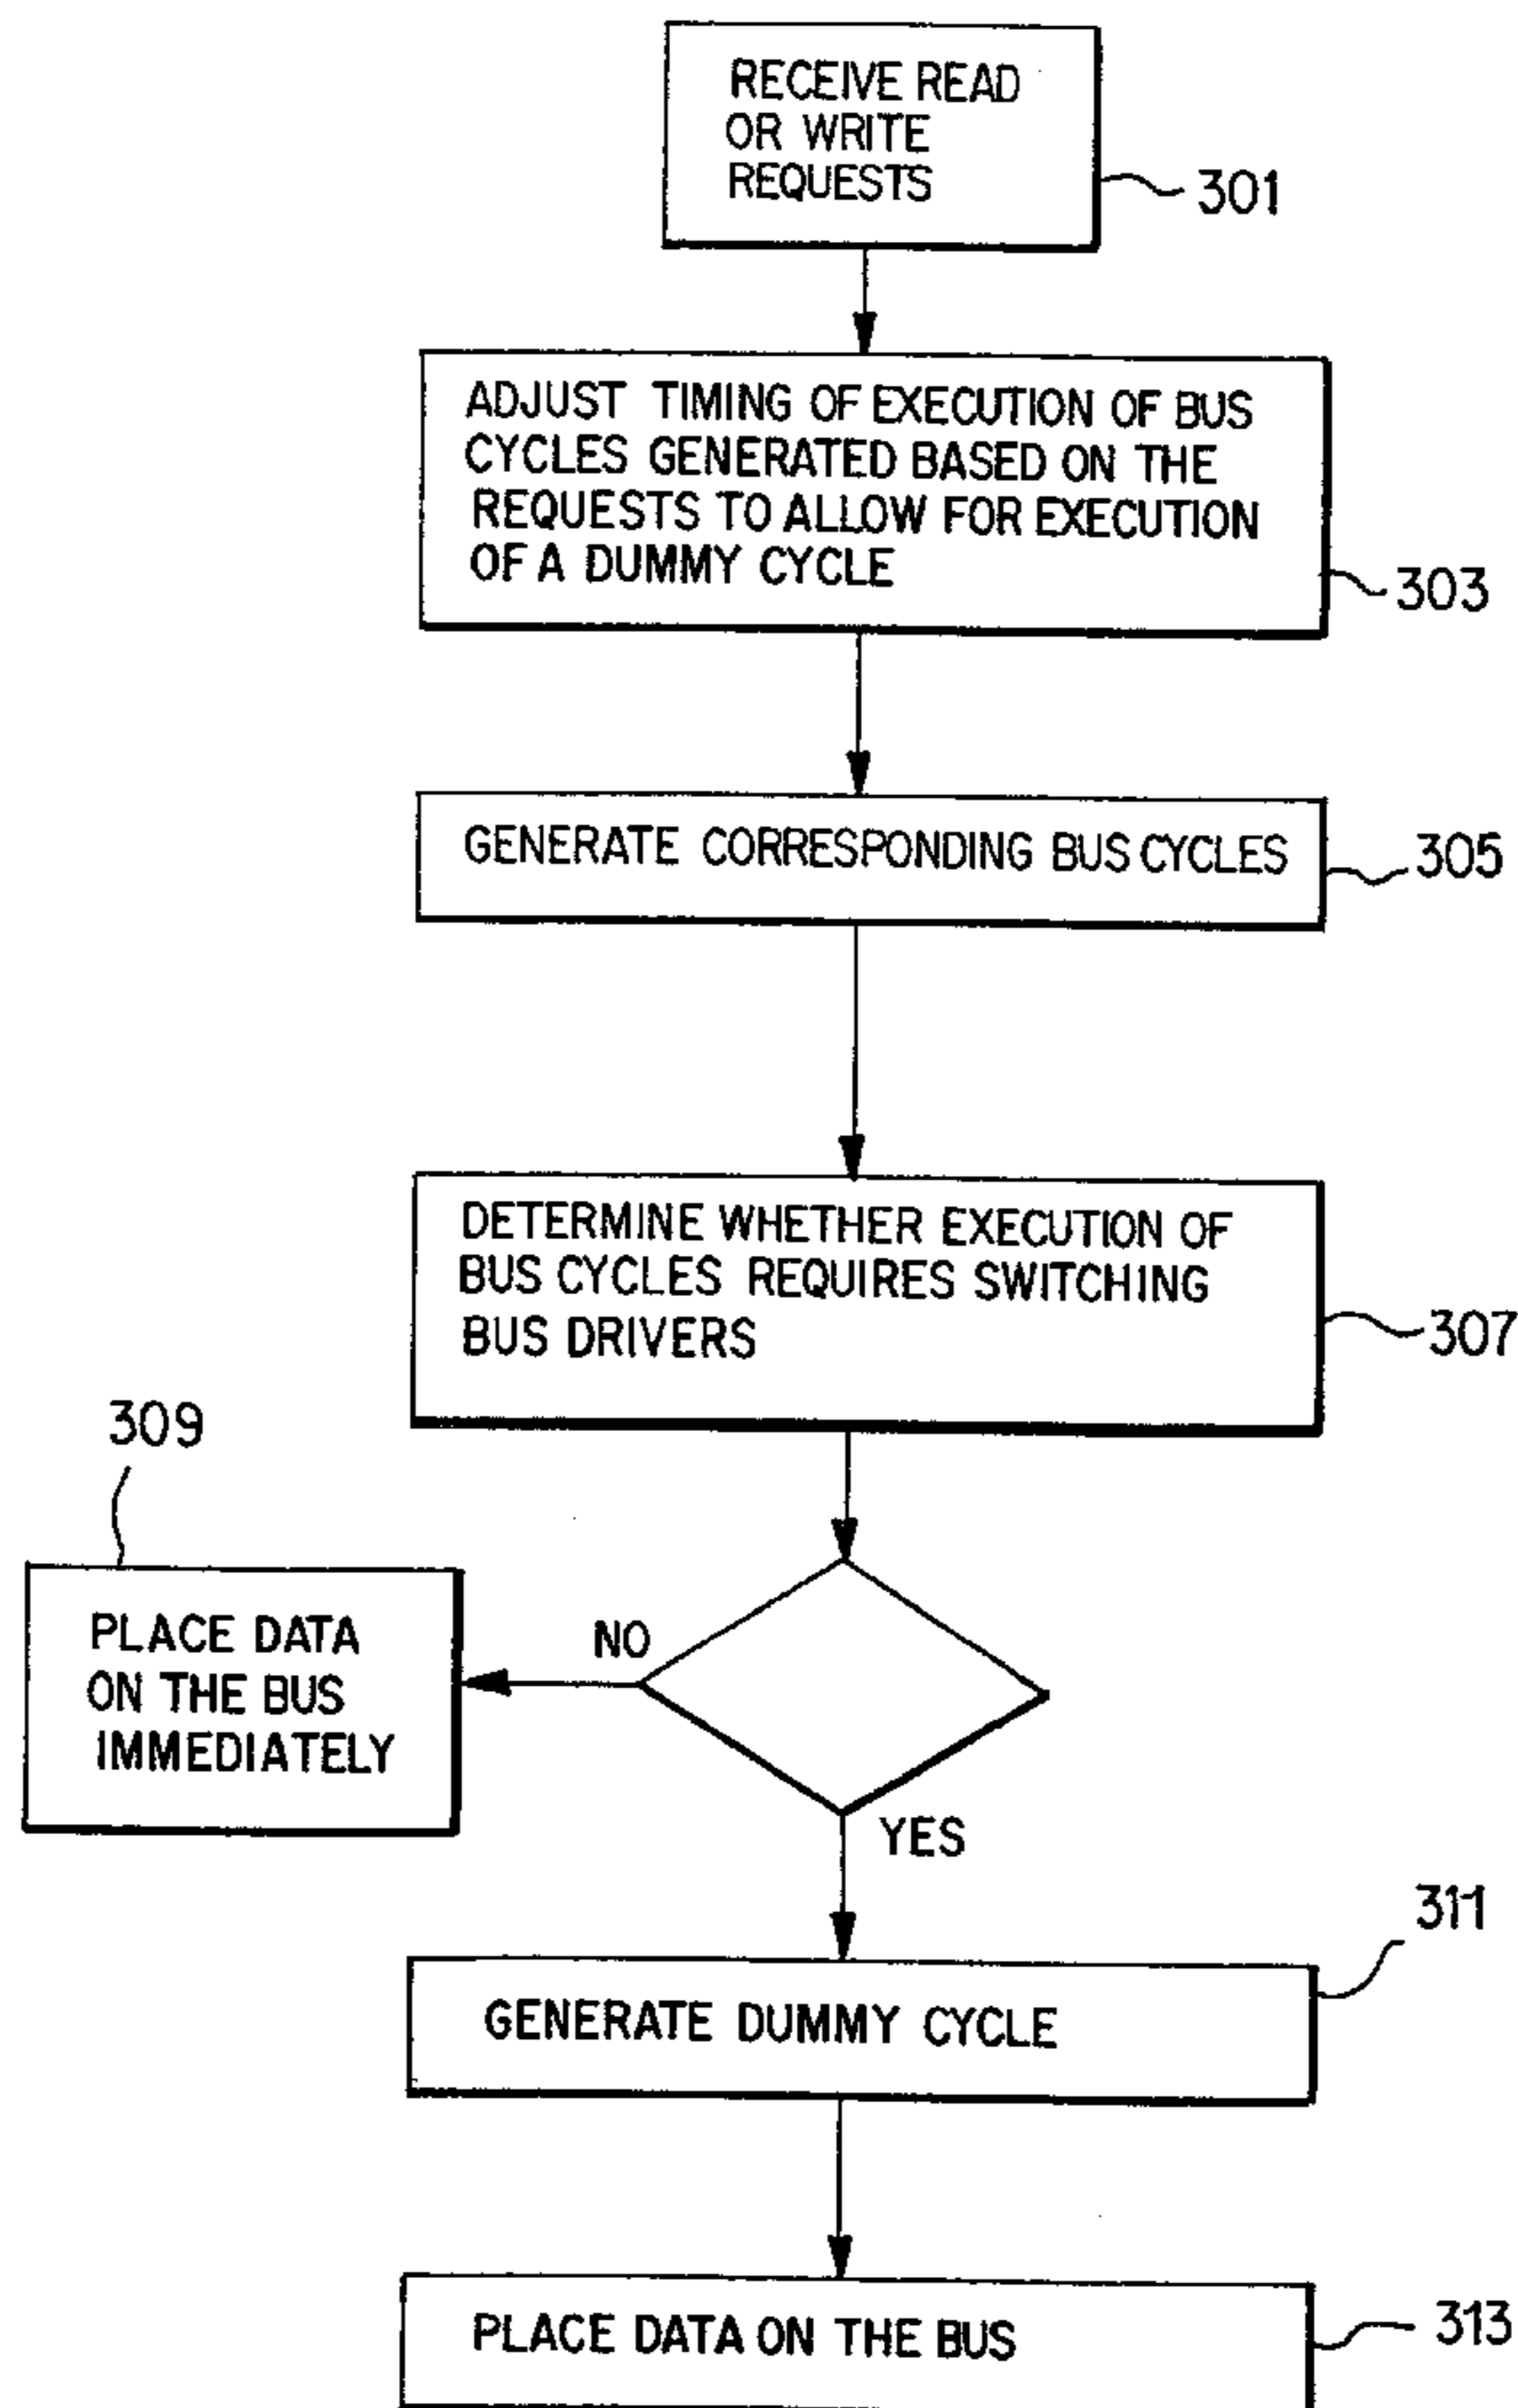 RECEIVE READ
OR WRITE
REQUESTS
301
ADJUST TIMING OF EXECUTION OF BUS
CYCLES GENERATED BASED ON THE
REQUESTS TO ALLOW FOR EXECUTION
OF A DUMMY CYCLE
303
GENERATE CORRESPONDING BUS CYCLES
305
DETERMINE WHETHER EXECUTION OF
BUS CYCLES REQUIRES SWITCHING
BUS DRIVERS
307
309
PLACE DATA
ON THE BUS
IMMEDIATELY
NO
YES
311
GENERATE DUMMY CYCLE
PLACE DATA ON THE BUS
313